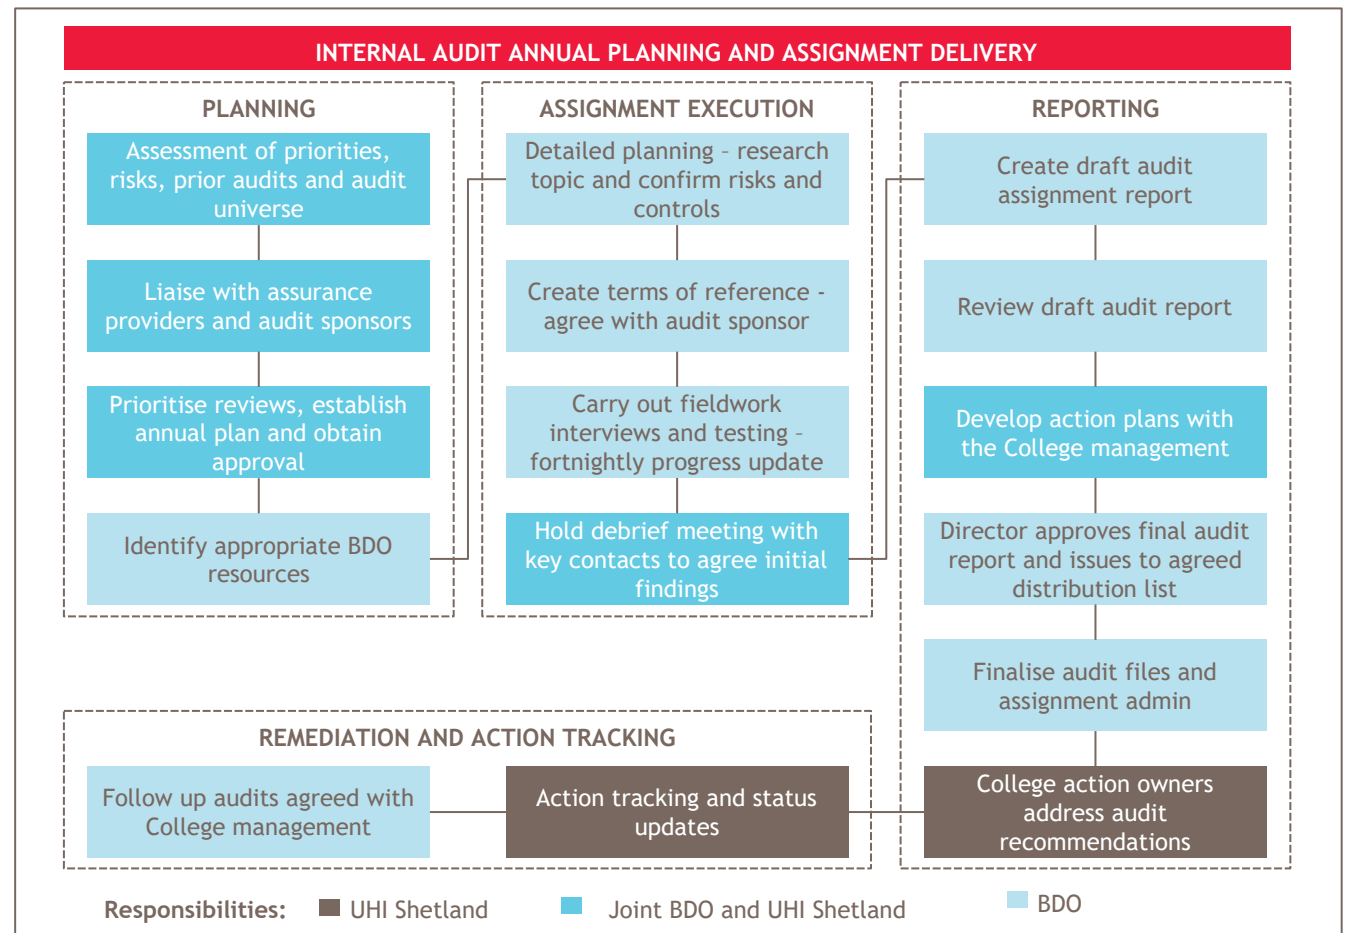 INTERNAL AUDIT ANNUAL PLANNING AND ASSIGNMENT DELIVERY
PLANNING
Assessment of priorities,
risks, prior audits and audit
universe
Liaise with assurance
providers and audit sponsors
Prioritise reviews, establish
annual plan and obtain
approval
Identify appropriate BDO
resources
ASSIGNMENT EXECUTION
Detailed planning – research
topic and confirm risks and
controls
Create terms of reference -
agree with audit sponsor
Carry out fieldwork
interviews and testing –
fortnightly progress update
Hold debrief meeting with
key contacts to agree initial
findings
REPORTING
Create draft audit
assignment report
Review draft audit report
Develop action plans with
the College management
Director approves final audit
report and issues to agreed
distribution list
Finalise audit files and
assignment admin
College action owners
address audit
recommendations
REMEDIATION AND ACTION TRACKING
Follow up audits agreed with
College management
Action tracking and status
updates
Responsibilities:
UHI Shetland
Joint BDO and UHI Shetland
BDO